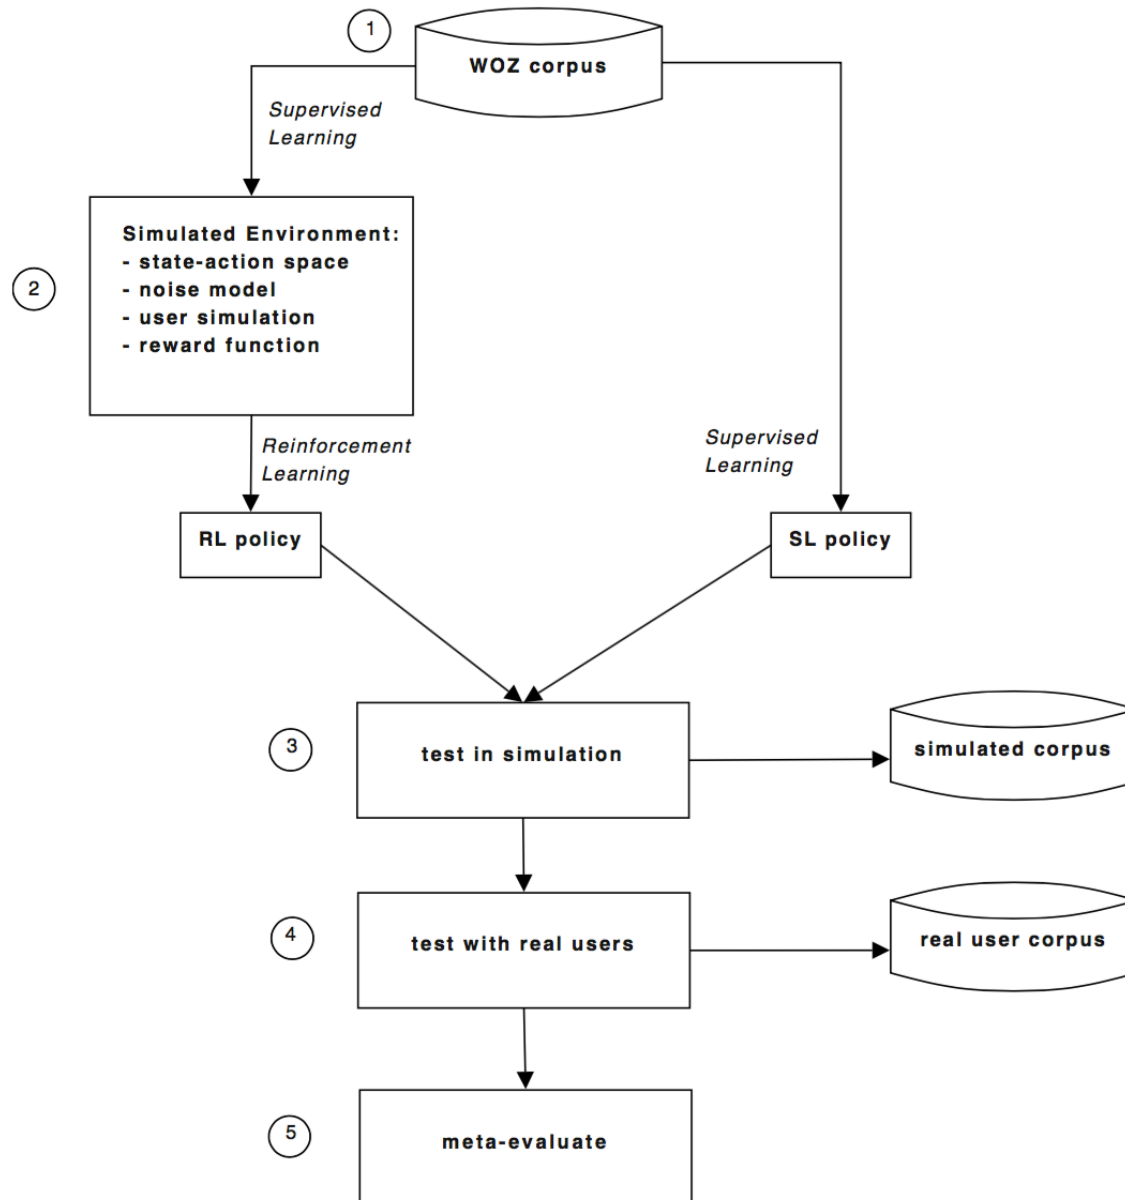 1
WOZ corpus
Supervised
Learning
Simulated Environment:
- state-action space
- noise model
- user simulation
- reward function
2
Reinforcement
Learning
Supervised
Learning
RL policy
SL policy
3
test in simulation
simulated corpus
4
test with real users
real user corpus
5
meta-evaluate